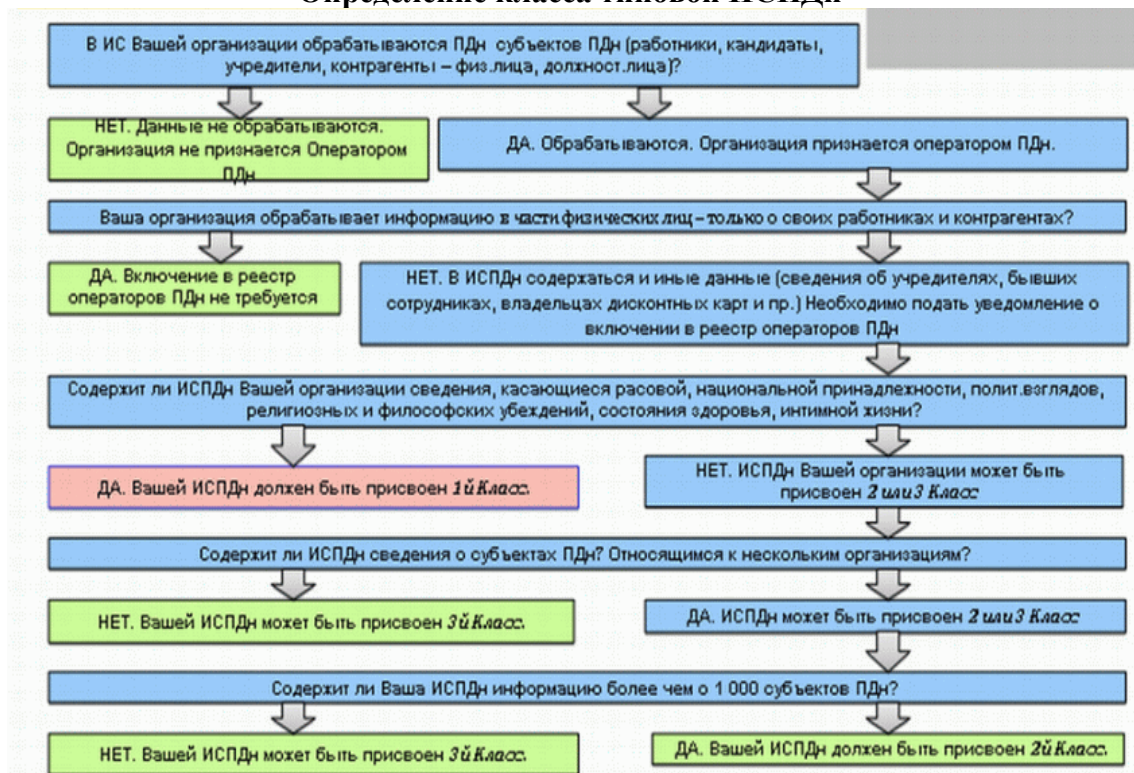 Определение класса типовой ИСПДн
В ИС Вашей организации обрабатываются ПДн субъектов ПДн (работники, кандидаты,
учредители, контрагенты – физ.лица, должност.лица)?
НЕТ. Данные не обрабатываются.
Организация не признается Оператором
ПДн
ДА. Обрабатываются. Организация признается оператором ПДн.
Ваша организация обрабатывает информацию в части физических лиц – только о своих работниках и контрагентах?
ДА. Включение в реестр
операторов ПДн не требуется
НЕТ. В ИСПДн содержаться и иные данные (сведения об учредителях, бывших
сотрудниках, владельцах дисконтных карт и пр.) Необходимо подать уведомление о
включении в реестр операторов ПДн
Содержит ли ИСПДн Вашей организации сведения, касающиеся расовой, национальной принадлежности, полит.взглядов,
религиозных и философских убеждений, состояния здоровья, интимной жизни?
ДА. Вашей ИСПДн должен быть присвоен 1й Класс.
НЕТ. ИСПДн Вашей организации может быть
присвоен 2 или 3 Класс
Содержит ли ИСПДн сведения о субъектах ПДн? Относящимся к нескольким организациям?
НЕТ. Вашей ИСПДн может быть присвоен 3й Класс.
ДА. ИСПДн может быть присвоен 2 или 3 Класс
Содержит ли Ваша ИСПДн информацию более чем о 1 000 субъектов ПДн?
НЕТ. Вашей ИСПДн может быть присвоен 3й Класс.
ДА. Вашей ИСПДн должен быть присвоен 2й Класс.